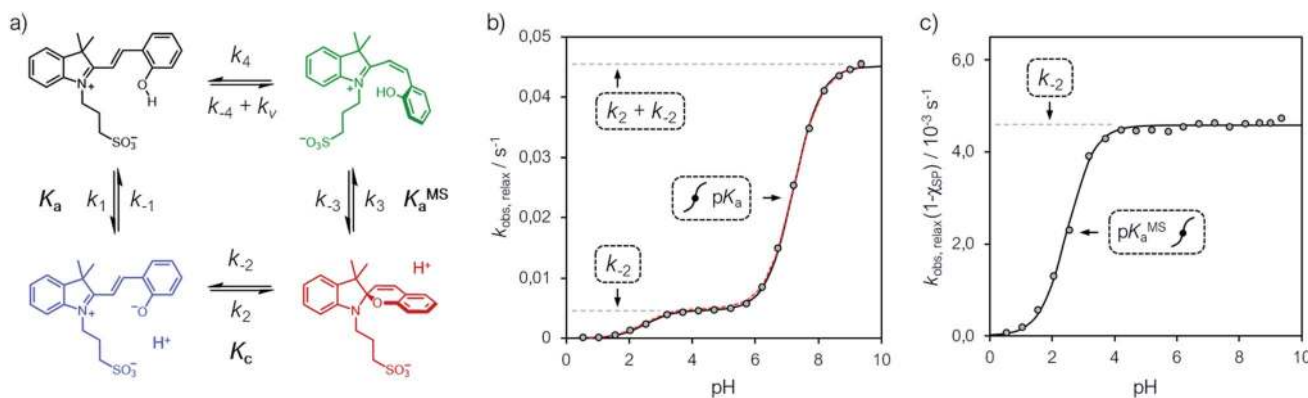 a)
N
+
O
H
SO₃⁻
k₄
k₋₄ + kᵥ
N
+
HO
⁻O₃S
Kₐ
k₁
k₋₁
k₋₃
k₃
KₐMS
N
+
O⁻
H⁺
SO₃⁻
k₋₂
k₂
K꜀
H⁺
O
N
SO₃⁻
b)
0,05
0,04
0,03
0,02
0,01
0
0 2 4 6 8 10
kobs, relax / s⁻¹
pH
k₂ + k₋₂
pKₐ
k₋₂
c)
6,0
4,0
2,0
0,0
0 2 4 6 8 10
kobs, relax (1-χSP) / 10⁻³ s⁻¹
pH
k₋₂
pKₐMS